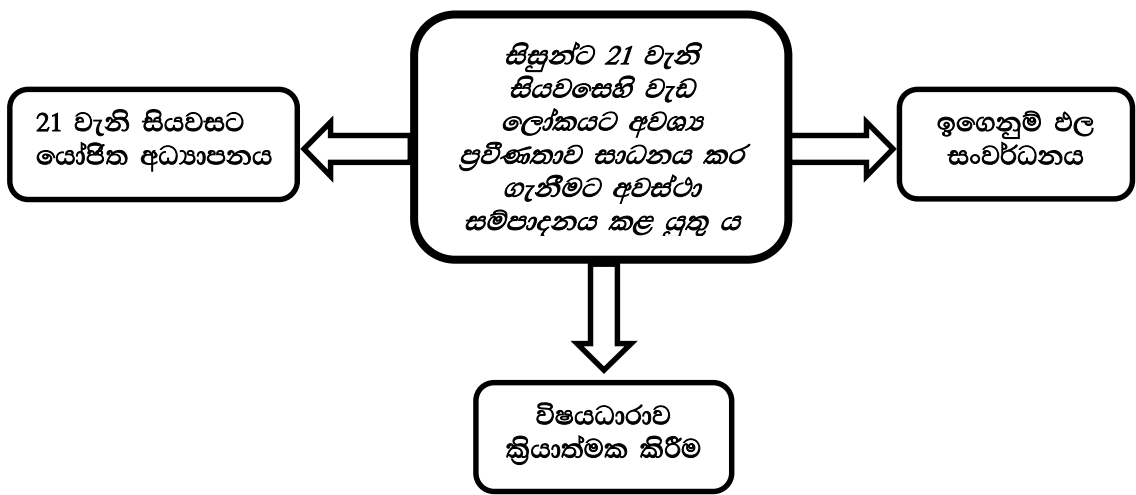 සිසුන්ට 21 වැනි
සියවසෙහි වැඩ
ලෝකයට අවශ්‍ය
ප්‍රවීණතාව සාධනය කර
ගැනීමට අවස්ථා
සම්පාදනය කළ යුතු ය
21 වැනි සියවසට
යෝජිත අධ්‍යාපනය
ඉගෙනුම් ඵල
සංවර්ධනය
විෂයධාරාව
ක්‍රියාත්මක කිරීම